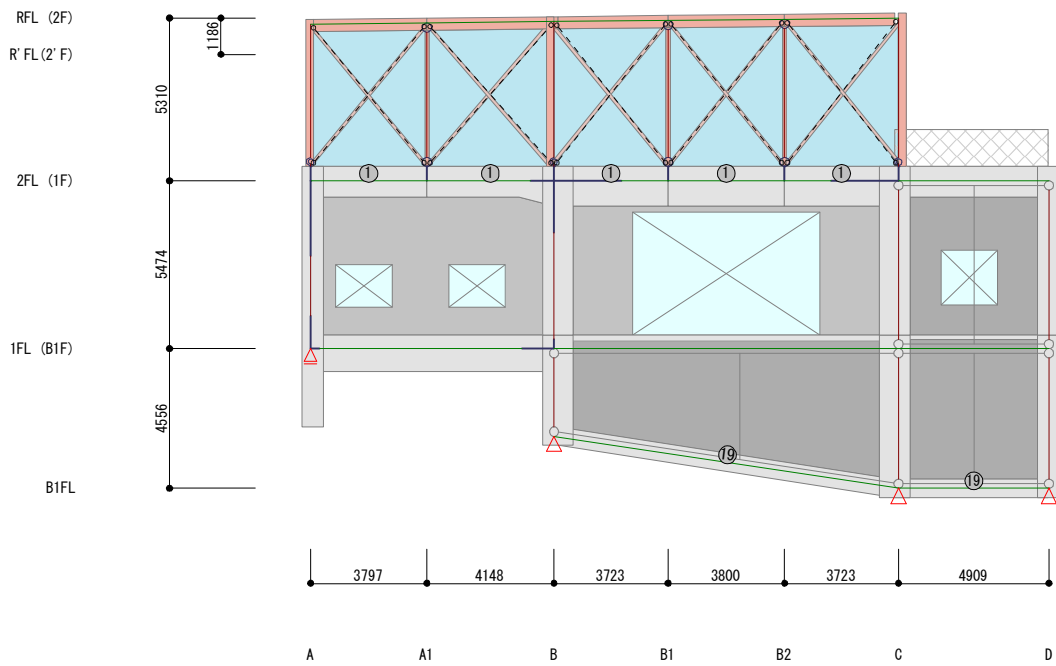 RFL (2F)
R'FL(2'F)
1186
5310
2FL (1F)
1 1 1 1 1
5474
1FL (B1F)
4556
19
19
B1FL
3797 4148 3723 3800 3723 4909
A A1 B B1 B2 C D